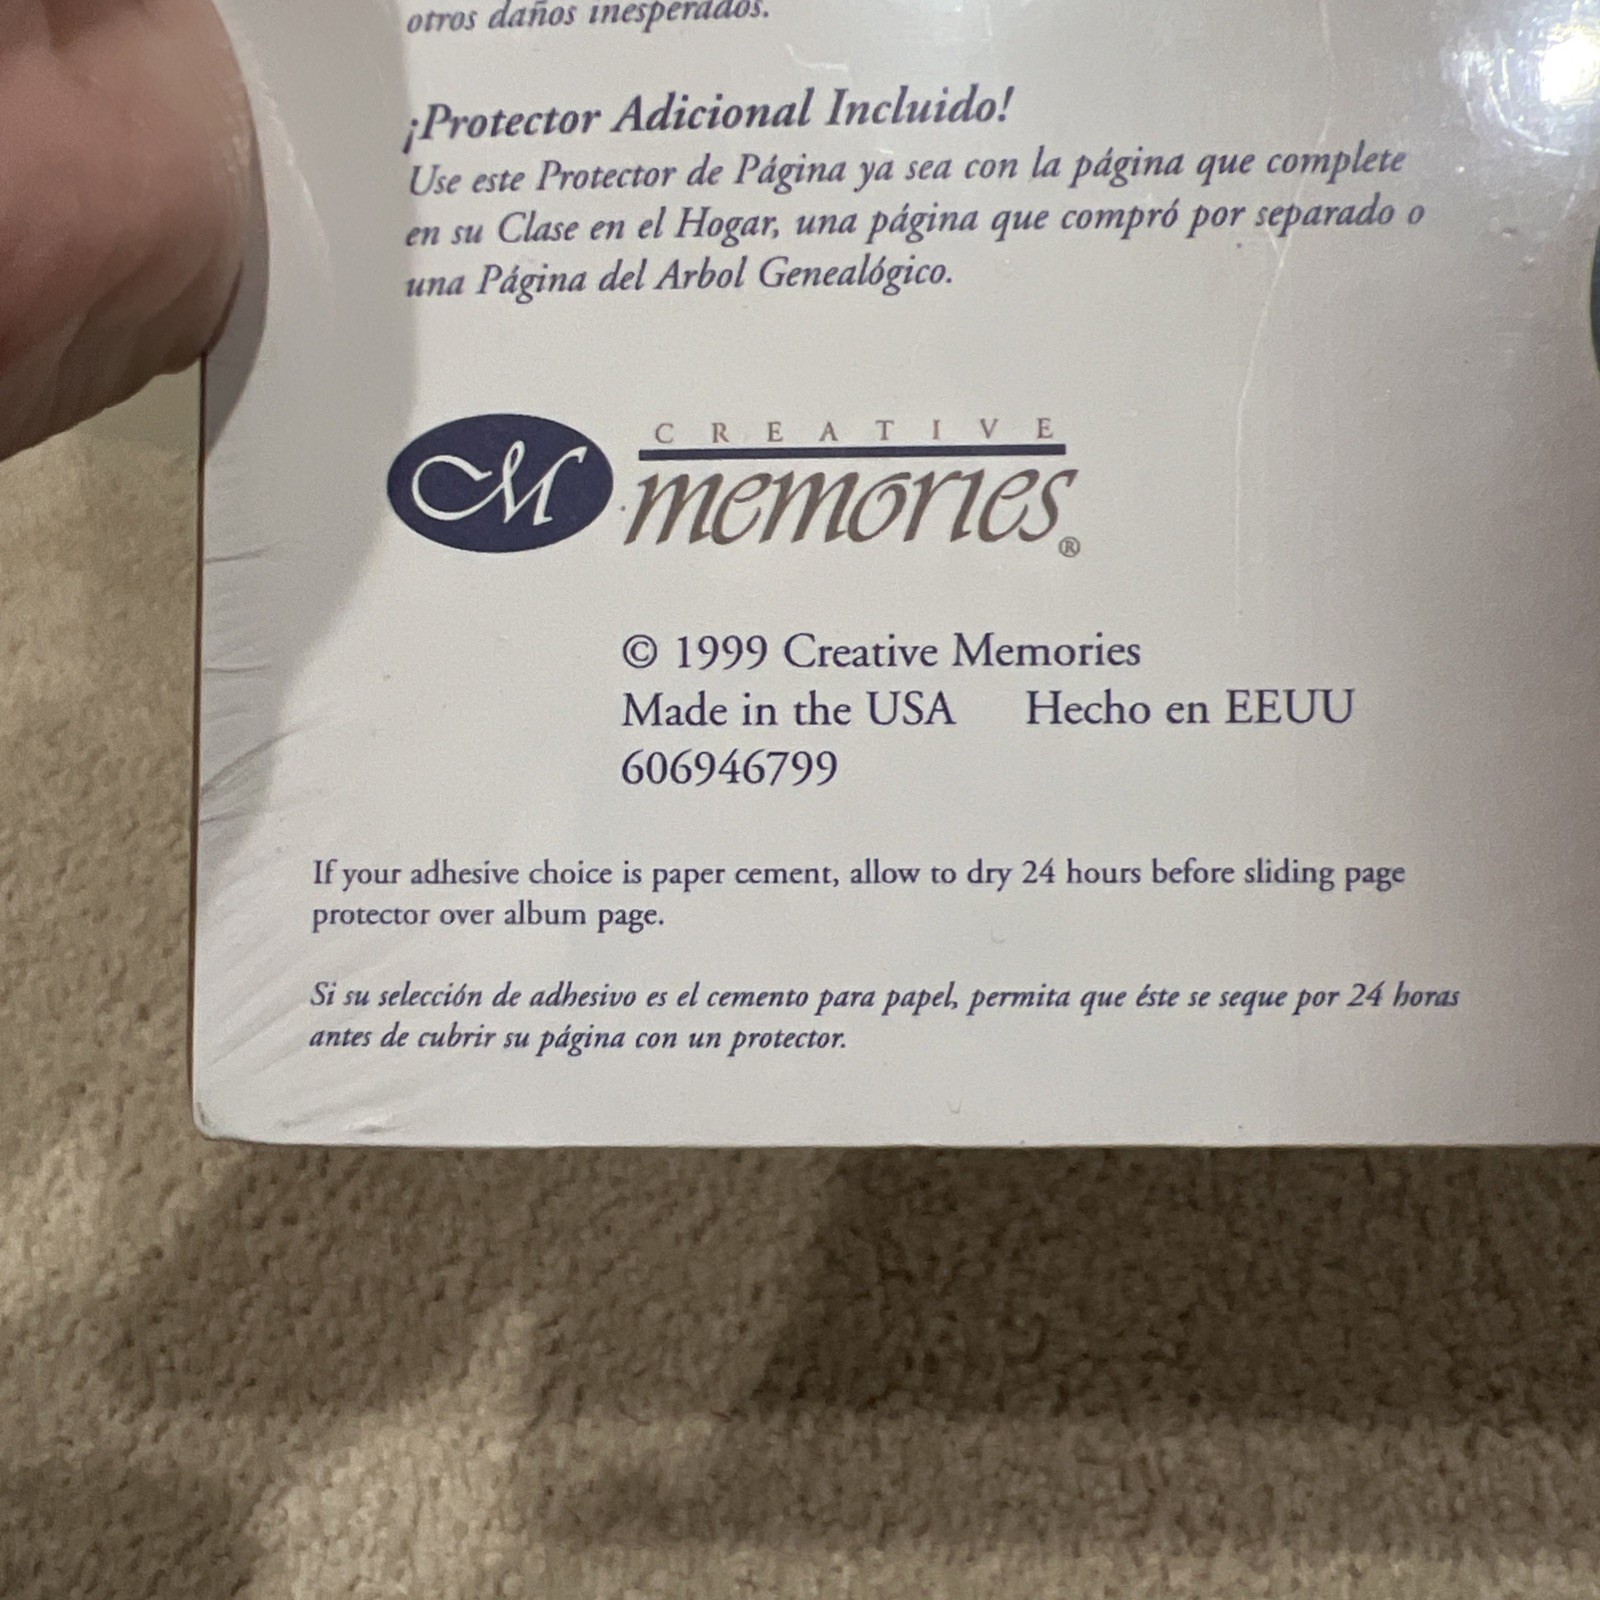 otros daños inesperados.
¡Protector Adicional Incluido!
Use este Protector de Página ya sea con la página que complete
en su Clase en el Hogar, una página que compró por separado o
una Página del Arbol Genealógico.
CREATIVE
CM memories®
© 1999 Creative Memories
Made in the USA Hecho en EEUU
606946799
If your adhesive choice is paper cement, allow to dry 24 hours before sliding page
protector over album page.
Si su selección de adhesivo es el cemento para papel, permita que éste se seque por 24 horas
antes de cubrir su página con un protector.